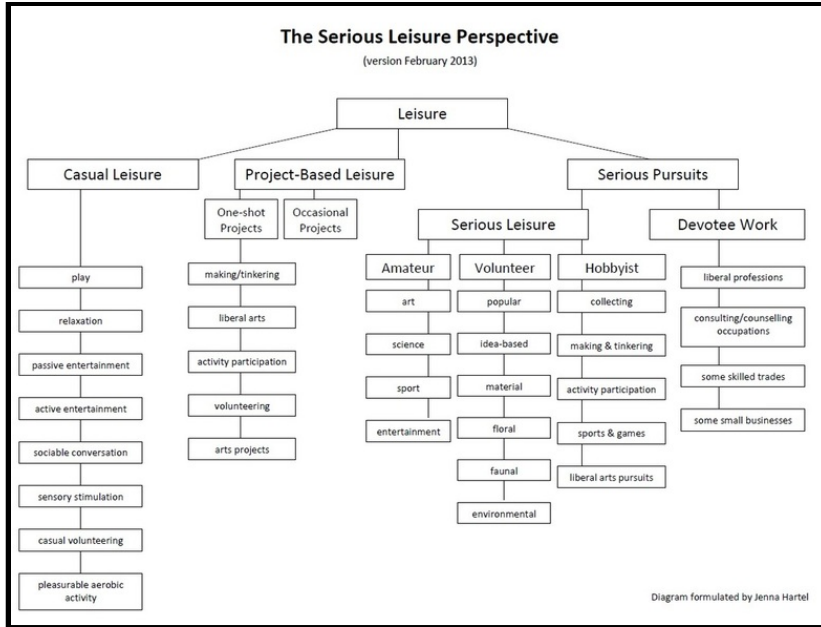 The Serious Leisure Perspective
(version February 2013)
Leisure
Casual Leisure
Project-Based Leisure
Serious Pursuits
One-shot
Projects
Occasional
Projects
Serious Leisure
Devotee Work
Amateur
Volunteer
Hobbyist
play
relaxation
passive entertainment
active entertainment
sociable conversation
sensory stimulation
casual volunteering
pleasurable aerobic
activity
making/tinkering
liberal arts
activity participation
volunteering
arts projects
art
science
sport
entertainment
popular
idea-based
material
floral
faunal
environmental
collecting
making & tinkering
activity participation
sports & games
liberal arts pursuits
liberal professions
consulting/counselling
occupations
some skilled trades
some small businesses
Diagram formulated by Jenna Hartel